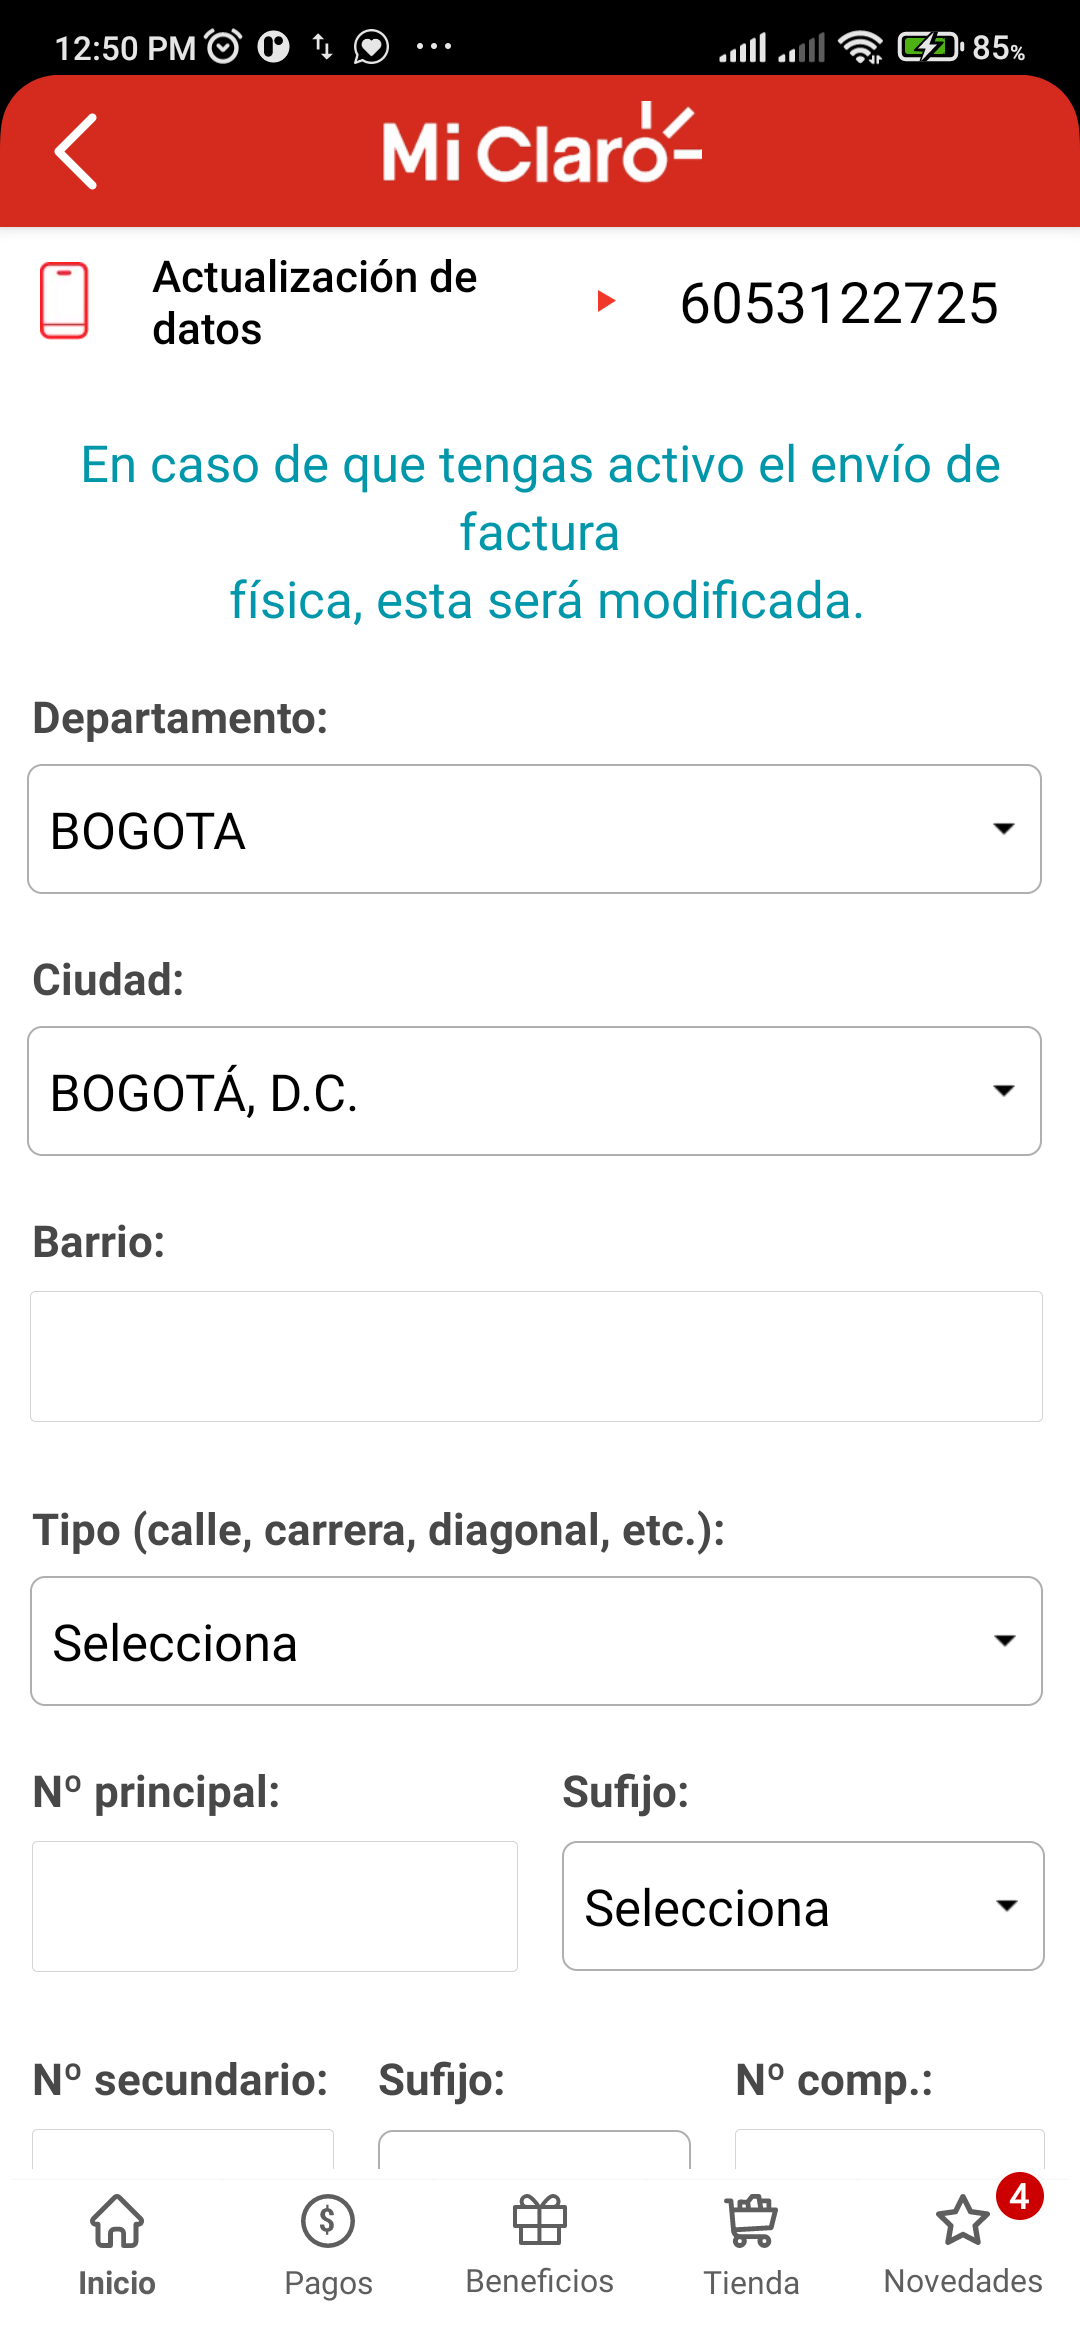 12:50 PM ... 85%
Mi Claro
Actualización de
datos
6053122725
En caso de que tengas activo el envío de
factura
física, esta será modificada.
Departamento:
BOGOTA
Ciudad:
BOGOTÁ, D.C.
Barrio:
Tipo (calle, carrera, diagonal, etc.):
Selecciona
Nº principal: Sufijo:
Selecciona
Nº secundario: Sufijo: Nº comp.:
4
Inicio Pagos Beneficios Tienda Novedades